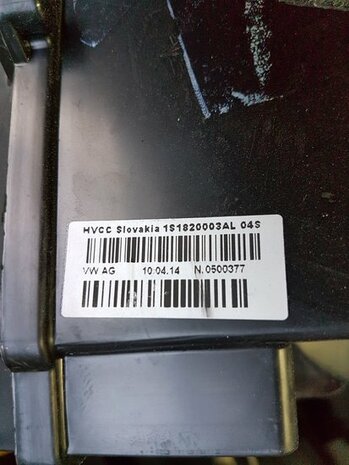 HVCC Slovakia 1S1820003AL 04S
VW AG 10.04.14 N.0500377